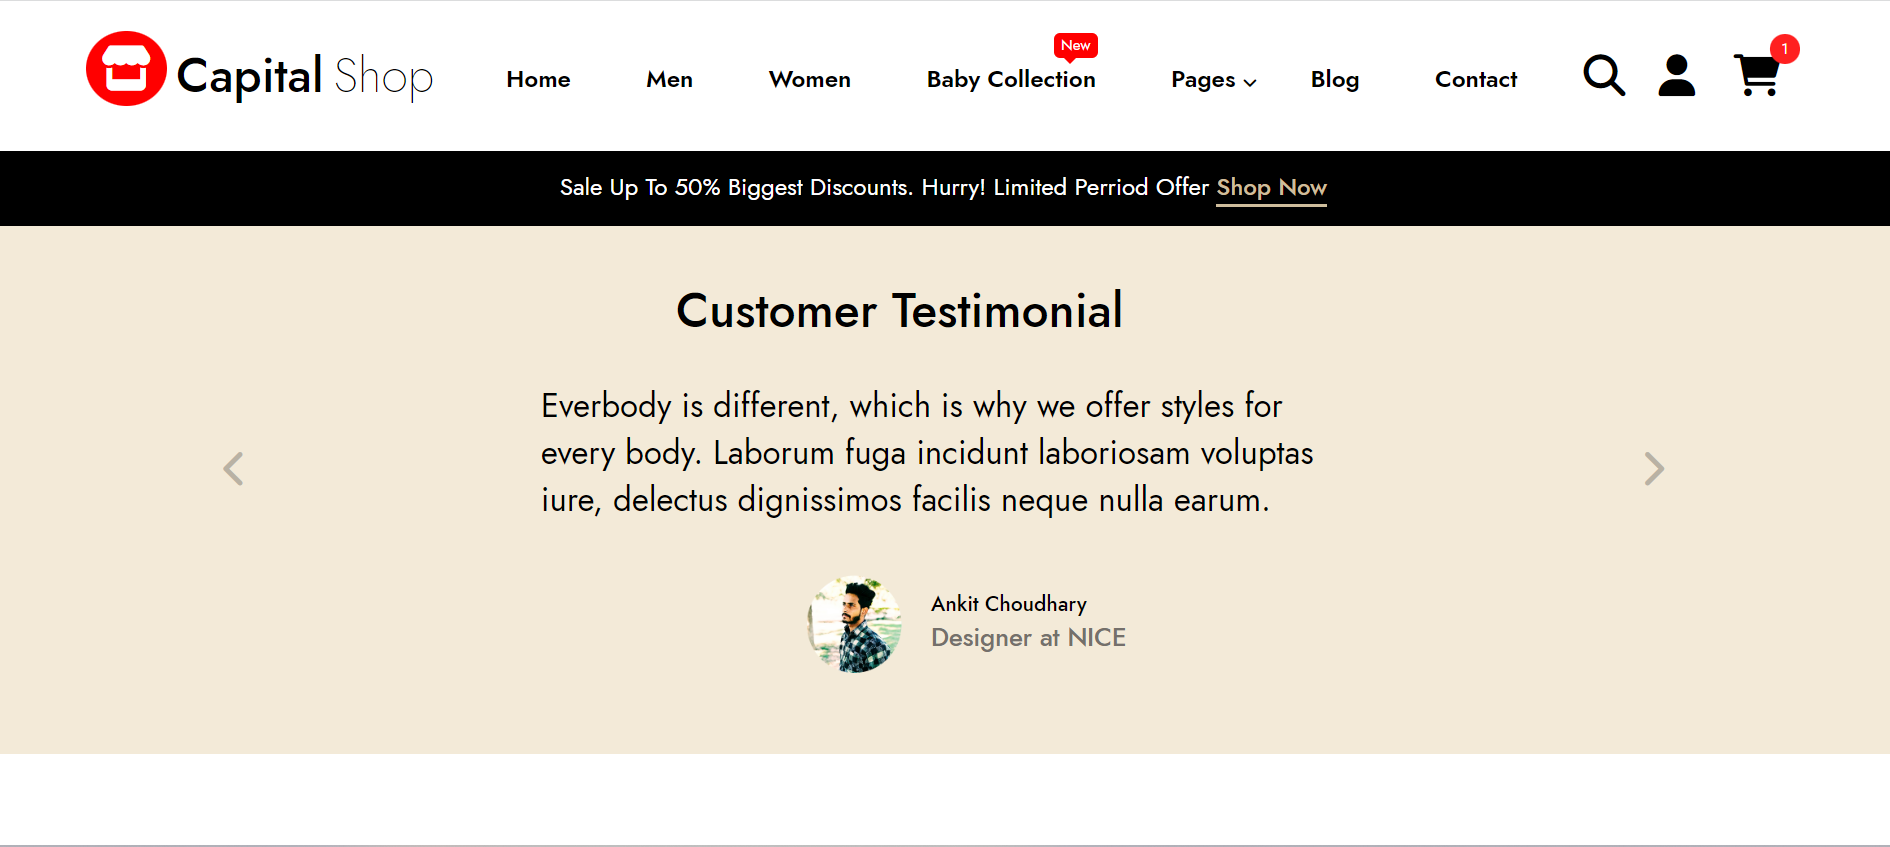 Capital Shop
Home
Men
Women
Baby Collection
New
Pages
Blog
Contact
1
Sale Up To 50% Biggest Discounts. Hurry! Limited Perriod Offer Shop Now
Customer Testimonial
Everbody is different, which is why we offer styles for
every body. Laborum fuga incidunt laboriosam voluptas
iure, delectus dignissimos facilis neque nulla earum.
Ankit Choudhary
Designer at NICE